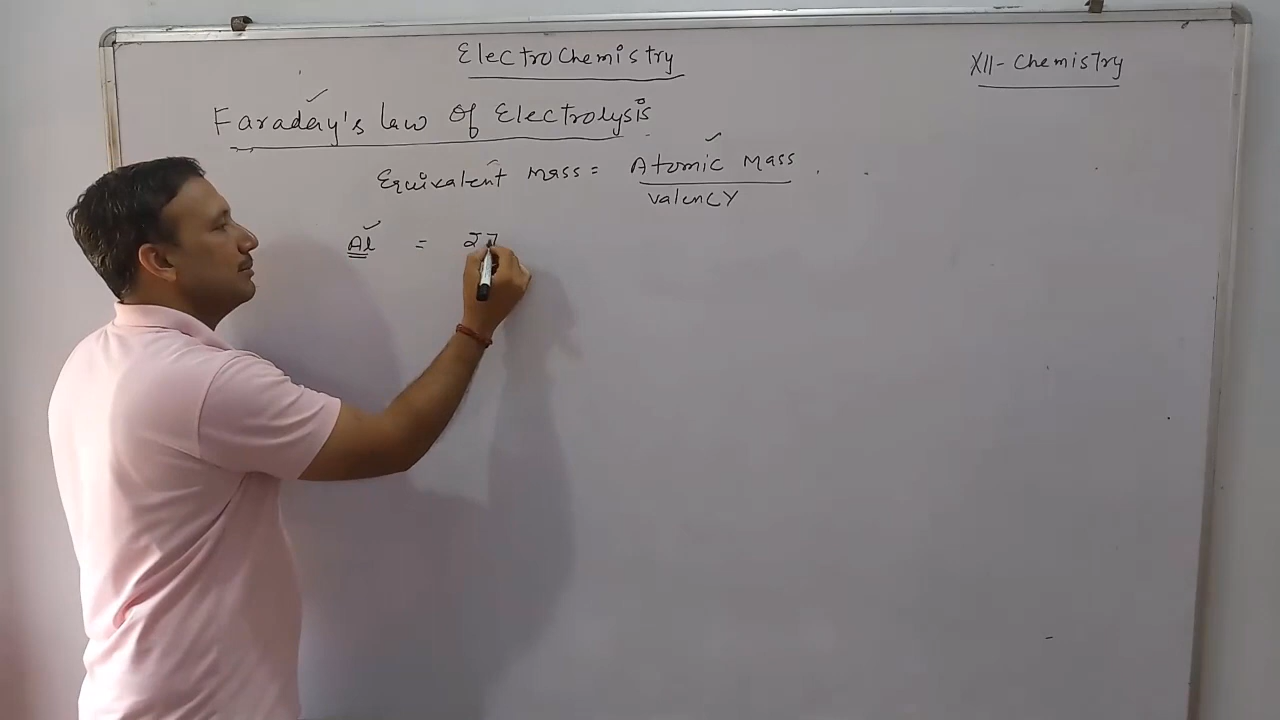 ElectroChemistry
XII- Chemistry
Faraday's law of Electrolysis
Equivalent Mass = Atomic Mass
valency
Al = 27